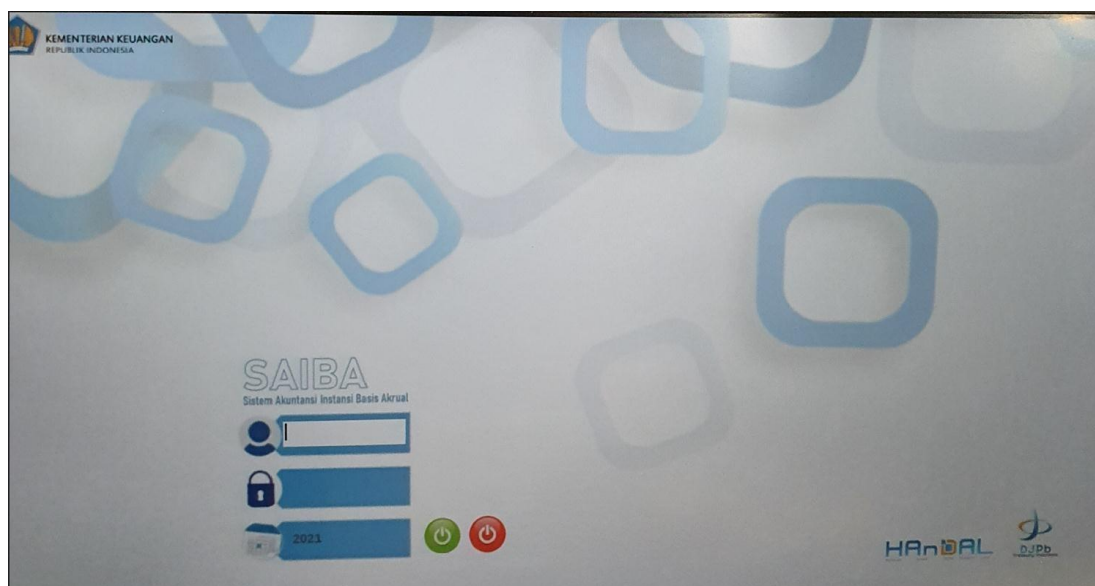 KEMENTERIAN KEUANGAN
REPUBLIK INDONESIA
SAIBA
Sistem Akuntansi Instansi Basis Akrual
2021
HAnDAL
DJPb